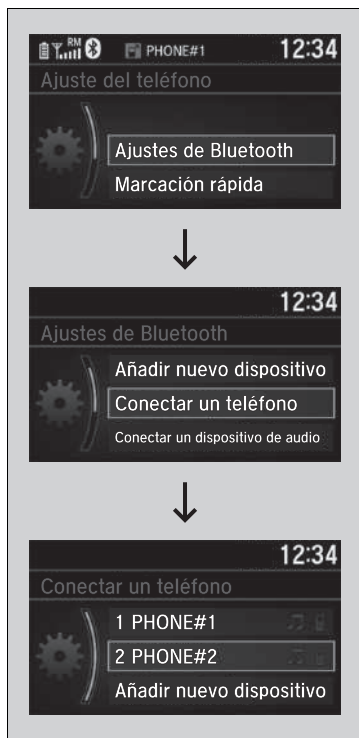 RM PHONE#1 12:34
Ajuste del teléfono
Ajustes de Bluetooth
Marcación rápida
12:34
Ajustes de Bluetooth
Añadir nuevo dispositivo
Conectar un teléfono
Conectar un dispositivo de audio
12:34
Conectar un teléfono
1 PHONE#1
2 PHONE#2
Añadir nuevo dispositivo